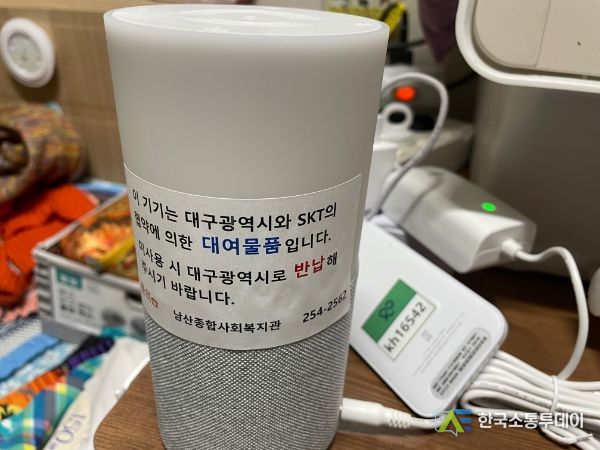 이 기기는 대구광역시와 SKT의
협약에 의한 대여물품입니다.
미사용 시 대구광역시로 반납해
주시기 바랍니다.
남산종합사회복지관 254-2562
kh16542
한국소통투데이